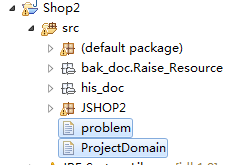 Shop2
src
(default package)
bak_doc.Raise_Resource
his_doc
JSHOP2
problem
ProjectDomain